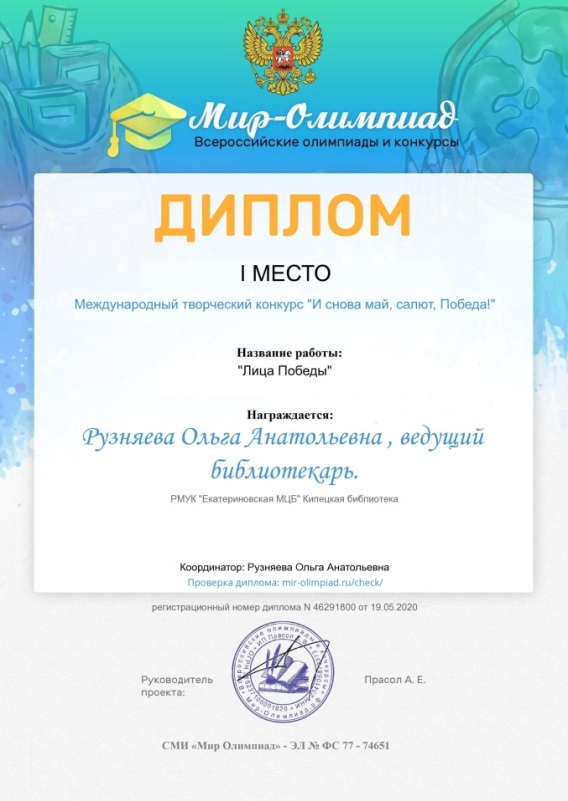 Мир-Олимпиад
Всероссийские олимпиады и конкурсы
ДИПЛОМ
I МЕСТО
Международный творческий конкурс "И снова май, салют, Победа!"
Название работы:
"Лица Победы"
Награждается:
Рузняева Ольга Анатольевна , ведущий
библиотекарь.
РМУК "Екатериновская МЦБ" Кипецкая библиотека
Координатор: Рузняева Ольга Анатольевна
Проверка диплома: mir-olimpiad.ru/check/
регистрационный номер диплома N 46291800 от 19.05.2020
Руководитель
проекта:
Прасол А. Е.
СМИ «Мир Олимпиад» - ЭЛ № ФС 77 - 74651